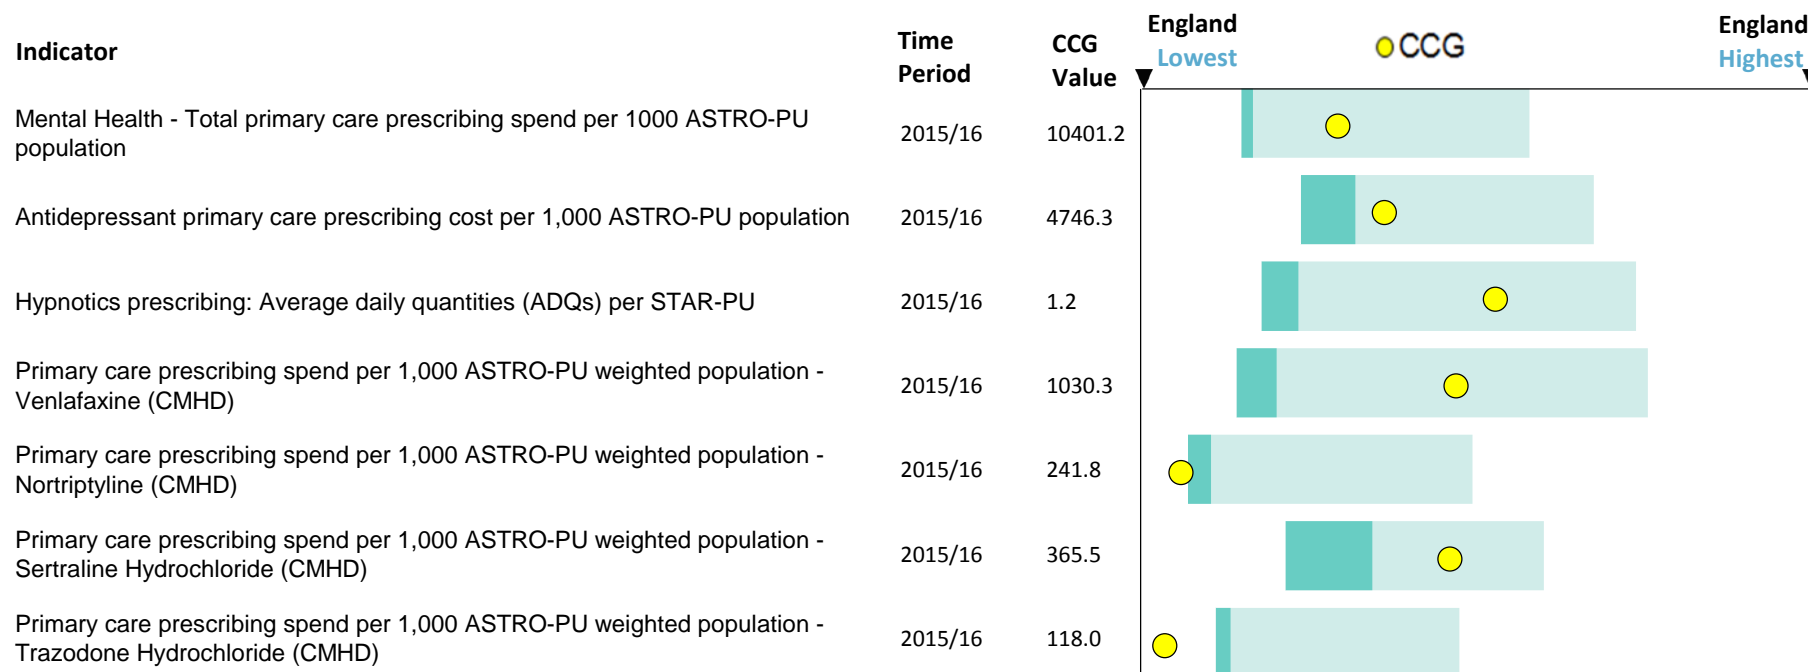 Indicator
Time
Period
CCG
Value
England
Lowest
CCG
England
Highest
Mental Health - Total primary care prescribing spend per 1000 ASTRO-PU
population
2015/16
10401.2
Antidepressant primary care prescribing cost per 1,000 ASTRO-PU population
2015/16
4746.3
Hypnotics prescribing: Average daily quantities (ADQs) per STAR-PU
2015/16
1.2
Primary care prescribing spend per 1,000 ASTRO-PU weighted population -
Venlafaxine (CMHD)
2015/16
1030.3
Primary care prescribing spend per 1,000 ASTRO-PU weighted population -
Nortriptyline (CMHD)
2015/16
241.8
Primary care prescribing spend per 1,000 ASTRO-PU weighted population -
Sertraline Hydrochloride (CMHD)
2015/16
365.5
Primary care prescribing spend per 1,000 ASTRO-PU weighted population -
Trazodone Hydrochloride (CMHD)
2015/16
118.0